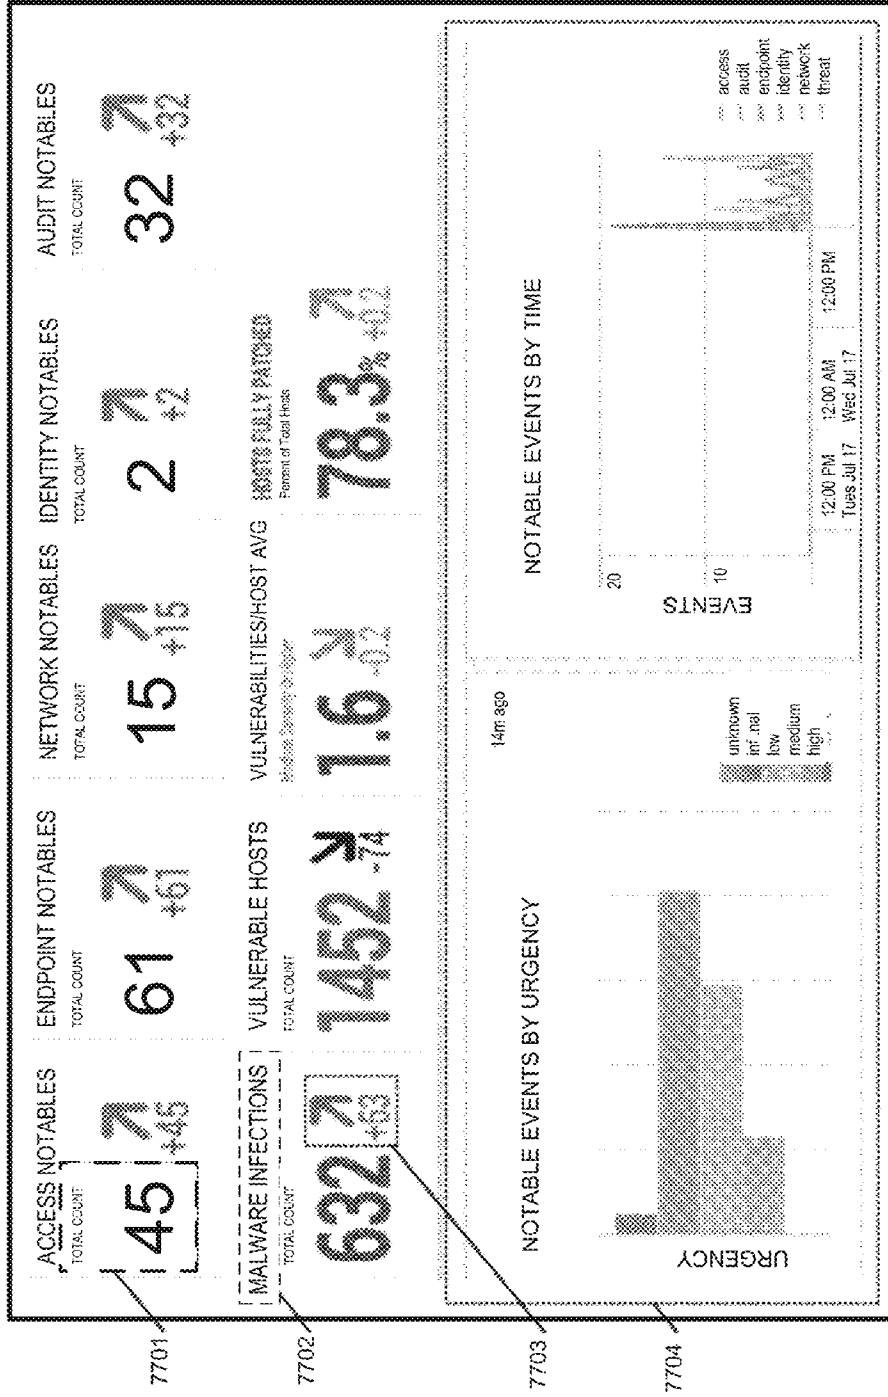 ACCESS NOTABLES
TOTAL COUNT
45
+45
ENDPOINT NOTABLES
TOTAL COUNT
61
+61
NETWORK NOTABLES
TOTAL COUNT
15
+15
IDENTITY NOTABLES
TOTAL COUNT
2
+2
AUDIT NOTABLES
TOTAL COUNT
32
+32
MALWARE INFECTIONS
TOTAL COUNT
632
+63
VULNERABLE HOSTS
TOTAL COUNT
1452
-74
VULNERABILITIES/HOST AVG
1.6
-0.2
HOSTS FULLY PATCHED
Percent of Total Hosts
78.3%
+0.2
NOTABLE EVENTS BY URGENCY
14m ago
URGENCY
unknown
low
medium
high
NOTABLE EVENTS BY TIME
EVENTS
20
10
12:00 PM
Tues Jul 17
12:00 AM
Wed Jul 17
12:00 PM
access
audit
endpoint
identity
network
threat
7701
7702
7703
7704